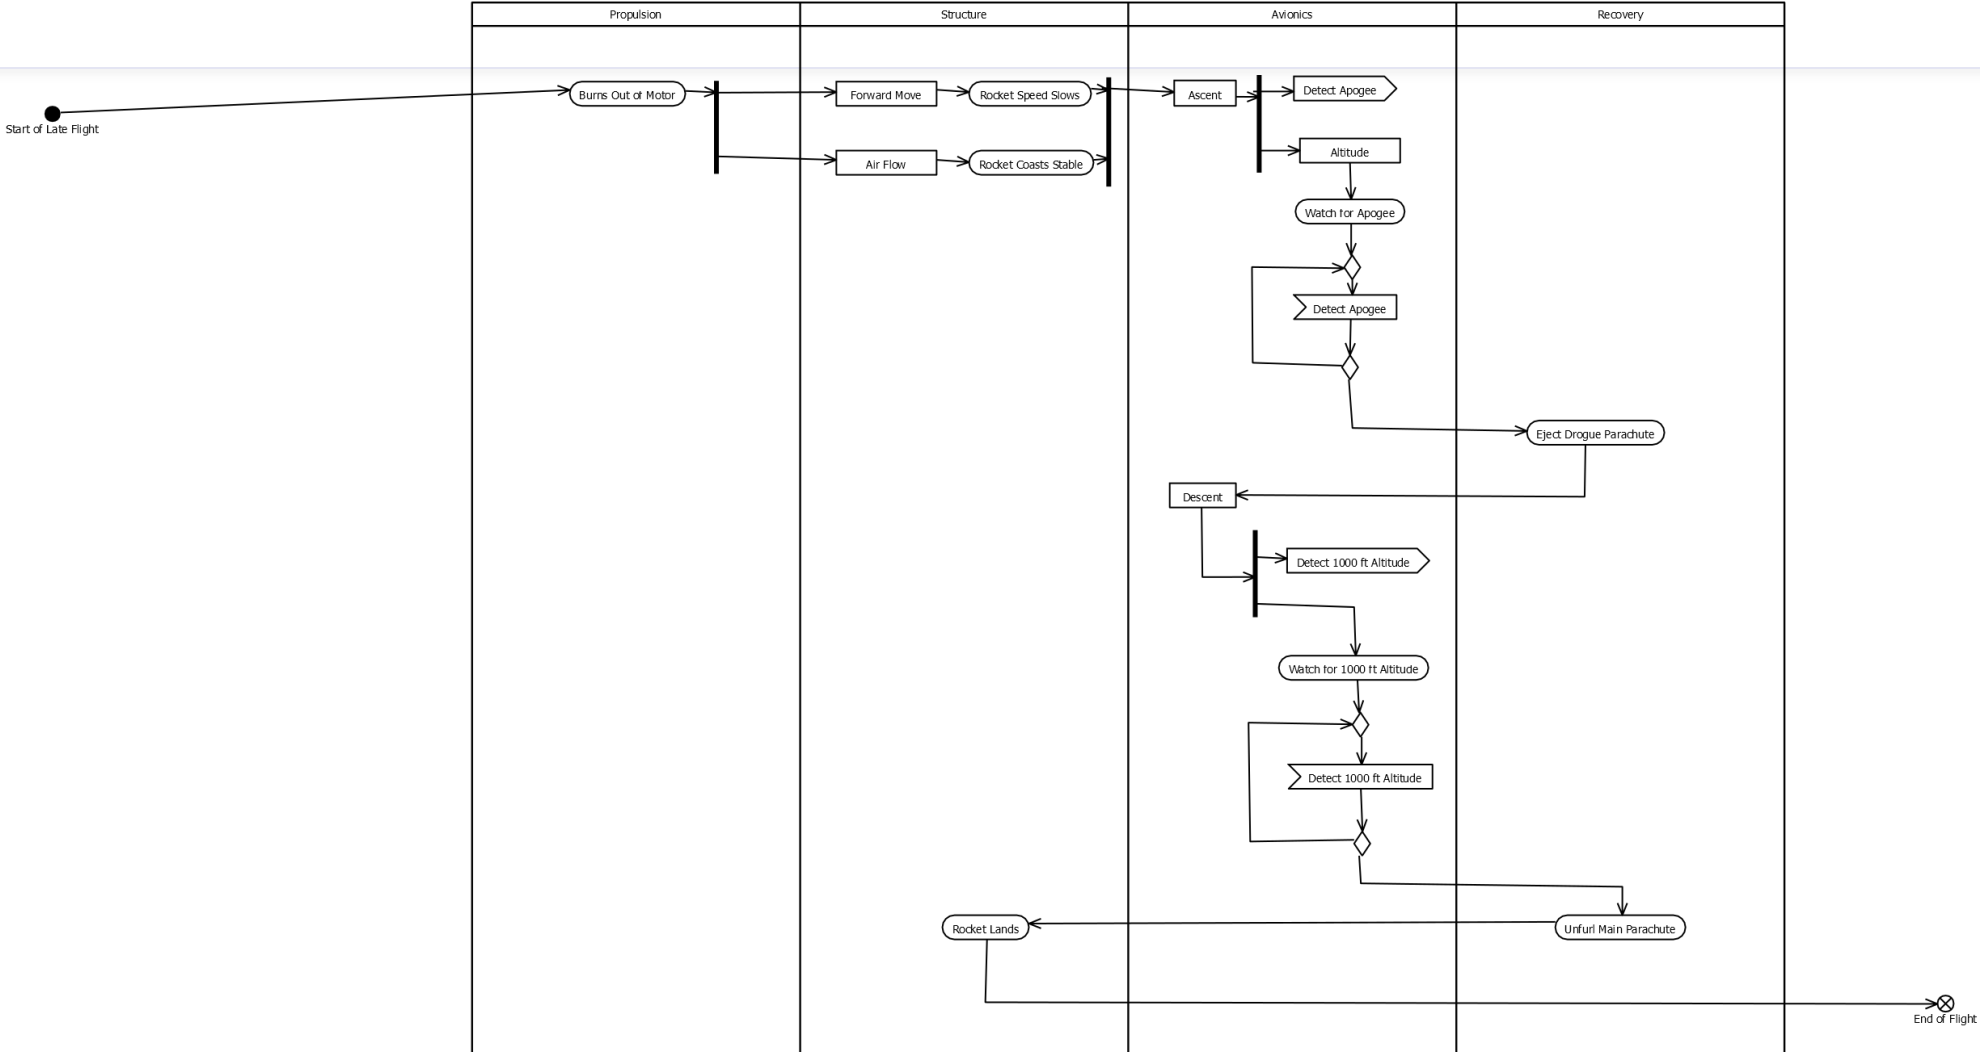 Propulsion
Structure
Avionics
Recovery
Burns Out of Motor
Forward Move
Rocket Speed Slows
Ascent
Detect Apogee
Start of Late Flight
Air Flow
Rocket Coasts Stable
Altitude
Watch for Apogee
Detect Apogee
Eject Drogue Parachute
Descent
Detect 1000 ft Altitude
Watch for 1000 ft Altitude
Detect 1000 ft Altitude
Rocket Lands
Unfurl Main Parachute
End of Flight